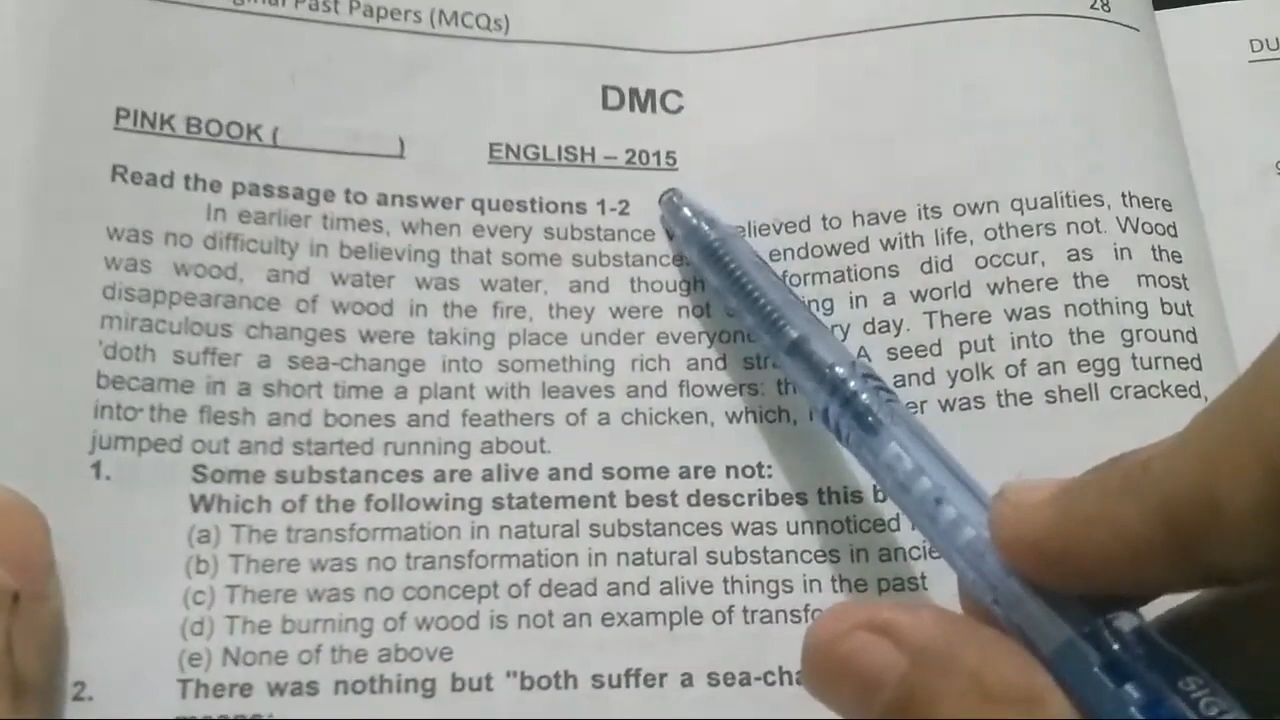 Past Papers (MCQs)
28
DU
DMC
PINK BOOK ( )
ENGLISH – 2015
Read the passage to answer questions 1-2
In earlier times, when every substance elieved to have its own qualities, there
was no difficulty in believing that some substance endowed with life, others not. Wood
was wood, and water was water, and though formations did occur, as in the
disappearance of wood in the fire, they were not ing in a world where the most
miraculous changes were taking place under everyone ry day. There was nothing but
'doth suffer a sea-change into something rich and str A seed put into the ground
became in a short time a plant with leaves and flowers: th and yolk of an egg turned
into the flesh and bones and feathers of a chicken, which, er was the shell cracked,
jumped out and started running about.
1. Some substances are alive and some are not:
Which of the following statement best describes this b
(a) The transformation in natural substances was unnoticed
(b) There was no transformation in natural substances in ancie
(c) There was no concept of dead and alive things in the past
(d) The burning of wood is not an example of transfo
(e) None of the above
2. There was nothing but "both suffer a sea-cha
SIG